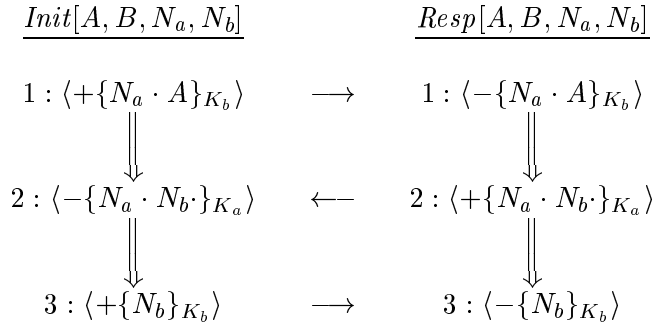 Init[A, B, N_a, N_b] Resp[A, B, N_a, N_b]
1 : ⟨+{N_a · A}_{K_b}⟩ ⟶ 1 : ⟨−{N_a · A}_{K_b}⟩
2 : ⟨−{N_a · N_b·}_{K_a}⟩ ⟵ 2 : ⟨+{N_a · N_b·}_{K_a}⟩
3 : ⟨+{N_b}_{K_b}⟩ ⟶ 3 : ⟨−{N_b}_{K_b}⟩